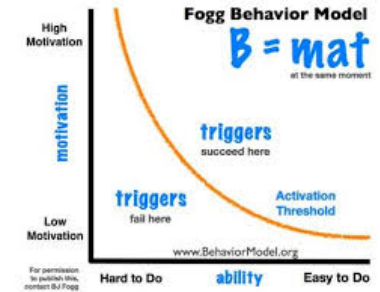 Fogg Behavior Model
B = mat
at the same moment
High
Motivation
motivation
triggers
succeed here
triggers
fail here
Activation
Threshold
Low
Motivation
www.BehaviorModel.org
For permission
to publish this,
contact BJ Fogg
Hard to Do
ability
Easy to Do